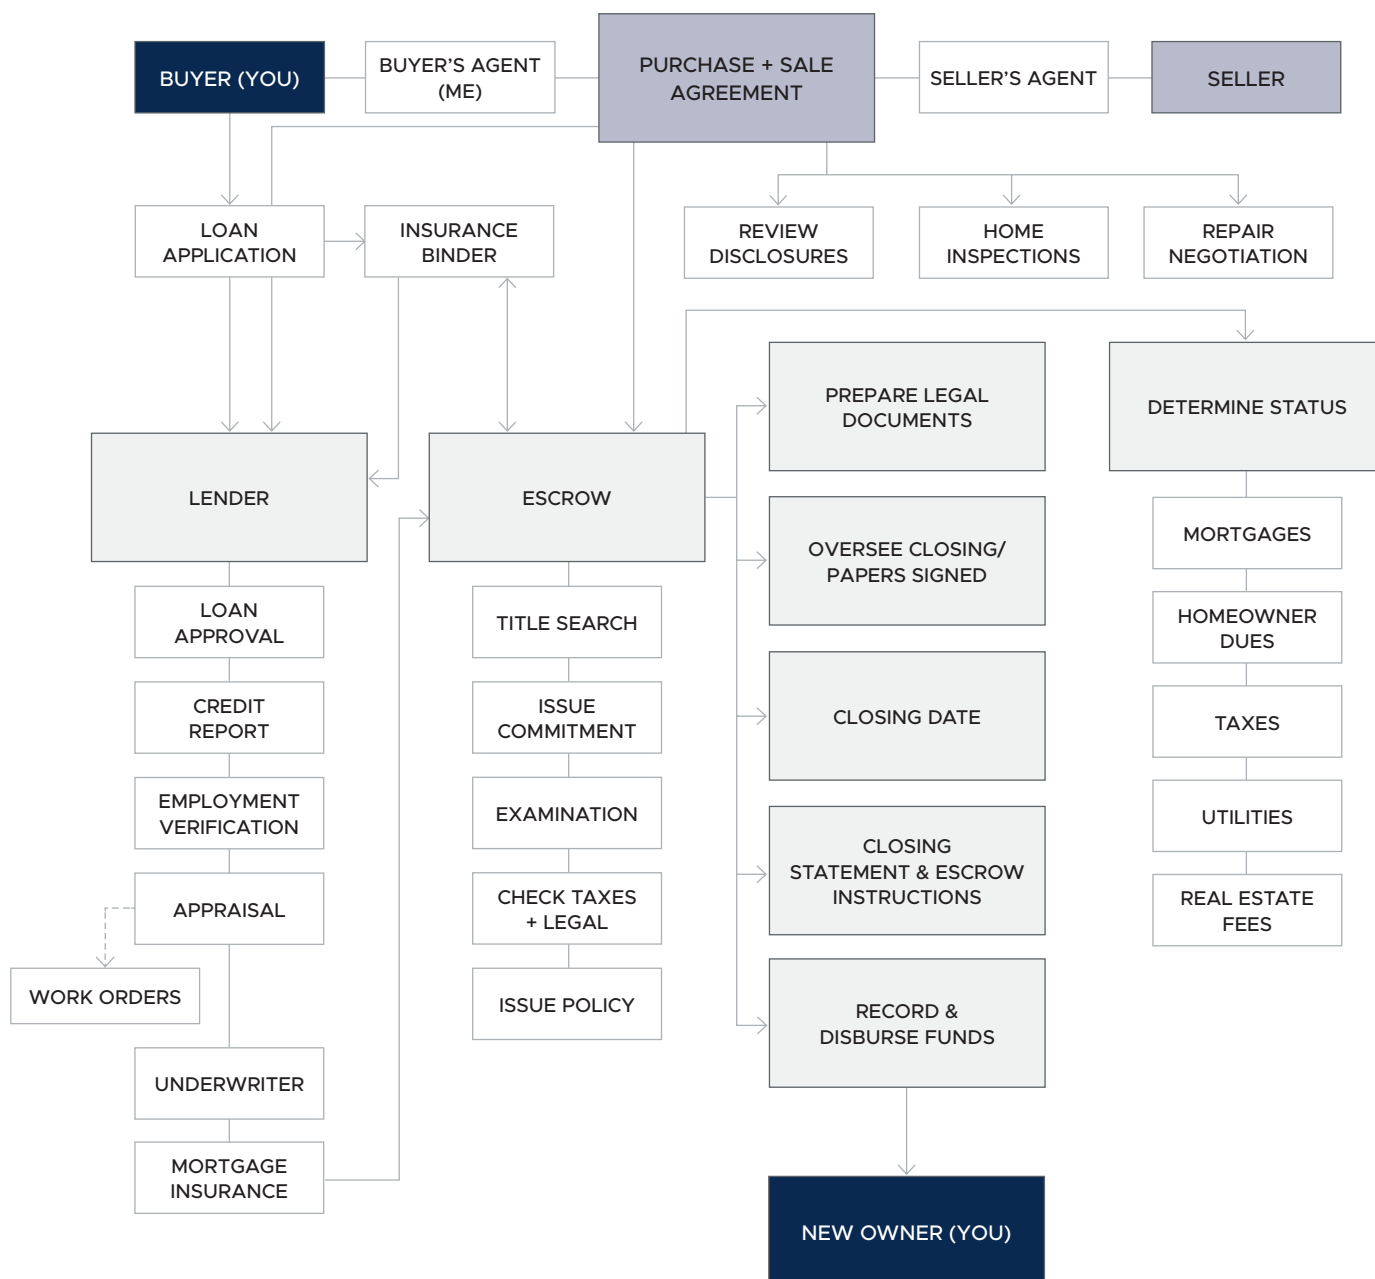 BUYER (YOU)
BUYER’S AGENT
(ME)
PURCHASE + SALE
AGREEMENT
SELLER’S AGENT
SELLER
LOAN
APPLICATION
INSURANCE
BINDER
REVIEW
DISCLOSURES
HOME
INSPECTIONS
REPAIR
NEGOTIATION
LENDER
LOAN
APPROVAL
CREDIT
REPORT
EMPLOYMENT
VERIFICATION
APPRAISAL
WORK ORDERS
UNDERWRITER
MORTGAGE
INSURANCE
ESCROW
TITLE SEARCH
ISSUE
COMMITMENT
EXAMINATION
CHECK TAXES
+ LEGAL
ISSUE POLICY
PREPARE LEGAL
DOCUMENTS
OVERSEE CLOSING/
PAPERS SIGNED
CLOSING DATE
CLOSING
STATEMENT & ESCROW
INSTRUCTIONS
RECORD &
DISBURSE FUNDS
NEW OWNER (YOU)
DETERMINE STATUS
MORTGAGES
HOMEOWNER
DUES
TAXES
UTILITIES
REAL ESTATE
FEES